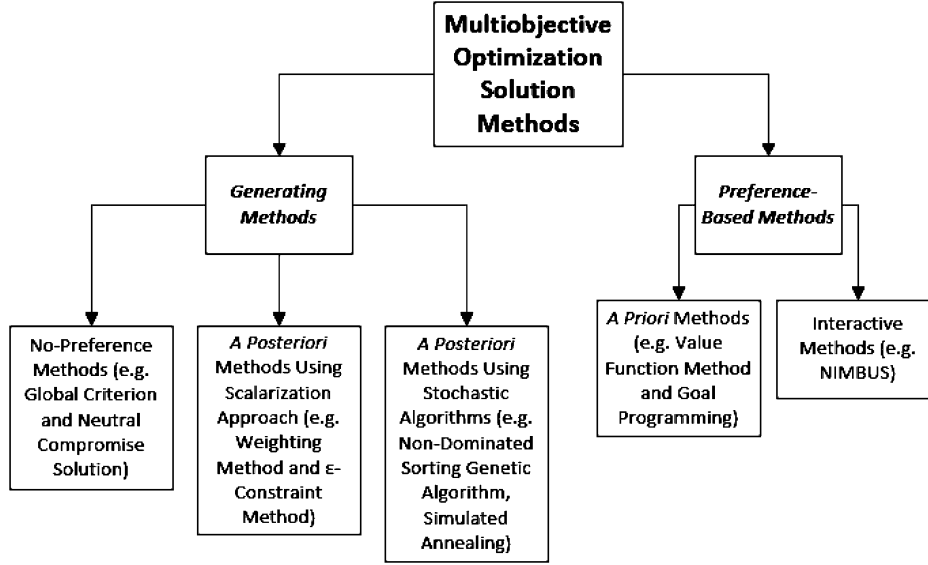 Multiobjective
Optimization
Solution
Methods
Generating
Methods
Preference-
Based Methods
No-Preference
Methods (e.g.
Global Criterion
and Neutral
Compromise
Solution)
A Posteriori
Methods Using
Scalarization
Approach (e.g.
Weighting
Method and ε-
Constraint
Method)
A Posteriori
Methods Using
Stochastic
Algorithms (e.g.
Non-Dominated
Sorting Genetic
Algorithm,
Simulated
Annealing)
A Priori Methods
(e.g. Value
Function Method
and Goal
Programming)
Interactive
Methods (e.g.
NIMBUS)